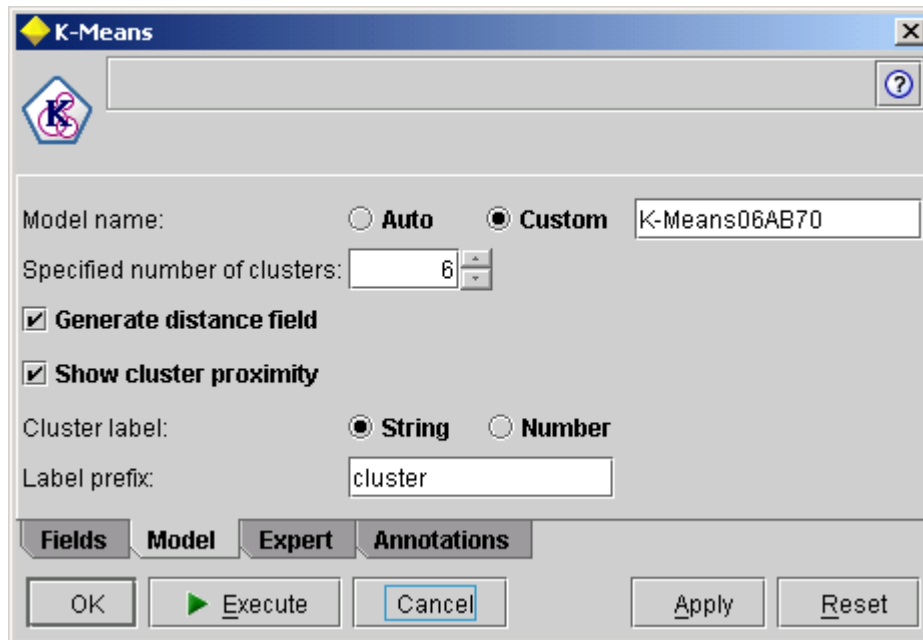 K-Means
K
?
Model name: Auto Custom K-Means06AB70
Specified number of clusters: 6
Generate distance field
Show cluster proximity
Cluster label: String Number
Label prefix: cluster
Fields Model Expert Annotations
OK Execute Cancel Apply Reset